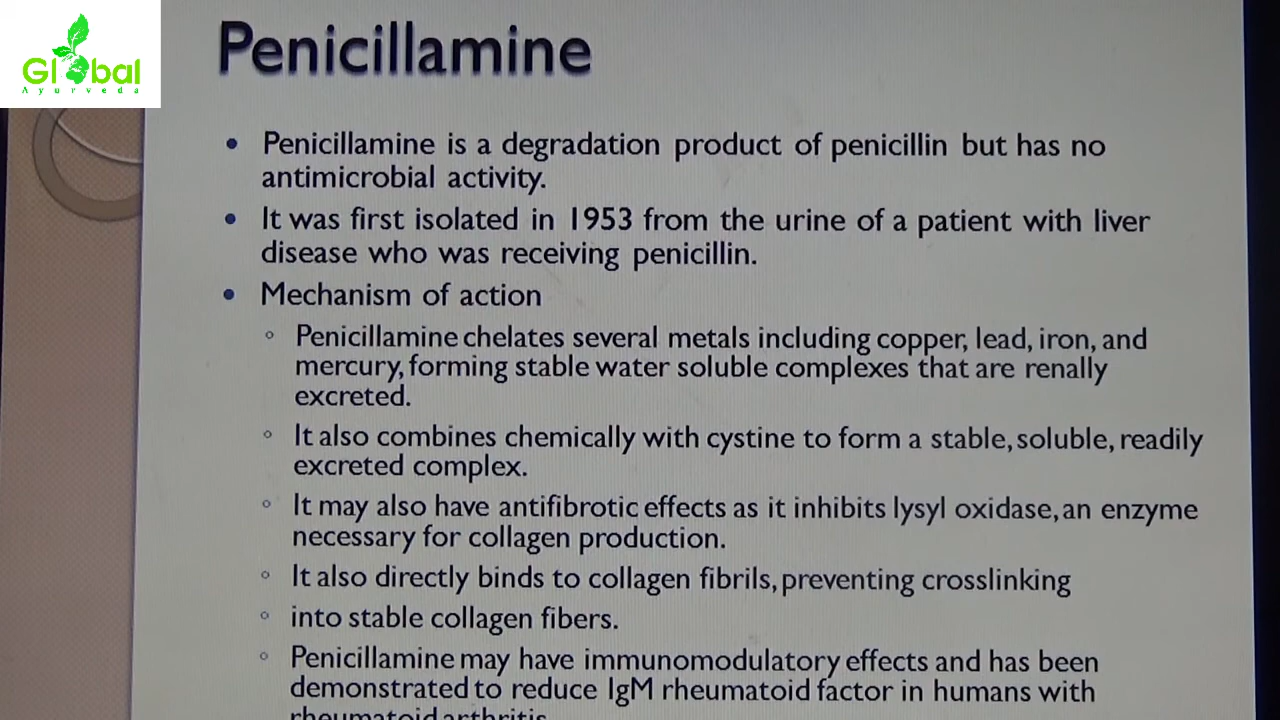 Global
Ayurveda
Penicillamine
• Penicillamine is a degradation product of penicillin but has no
antimicrobial activity.
• It was first isolated in 1953 from the urine of a patient with liver
disease who was receiving penicillin.
• Mechanism of action
◦ Penicillamine chelates several metals including copper, lead, iron, and
mercury, forming stable water soluble complexes that are renally
excreted.
◦ It also combines chemically with cystine to form a stable, soluble, readily
excreted complex.
◦ It may also have antifibrotic effects as it inhibits lysyl oxidase, an enzyme
necessary for collagen production.
◦ It also directly binds to collagen fibrils, preventing crosslinking
◦ into stable collagen fibers.
◦ Penicillamine may have immunomodulatory effects and has been
demonstrated to reduce IgM rheumatoid factor in humans with
rheumatoid arthritis.